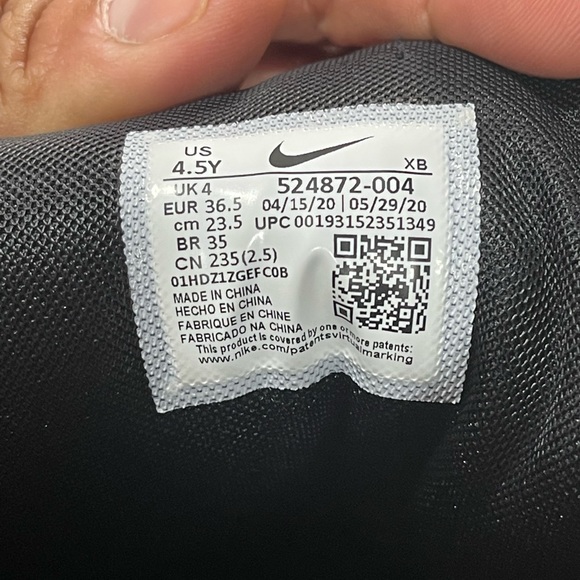 US
4.5Y
XB
UK 4
524872-004
EUR 36.5
04/15/20 | 05/29/20
cm 23.5
UPC 00193152351349
BR 35
CN 235(2.5)
01HDZ1ZGEFC0B
MADE IN CHINA
HECHO EN CHINA
FABRIQUE EN CHINE
FABRICADO NA CHINA
This product is covered by one or more patents:
www.nike.com/patentsvirtualmarking